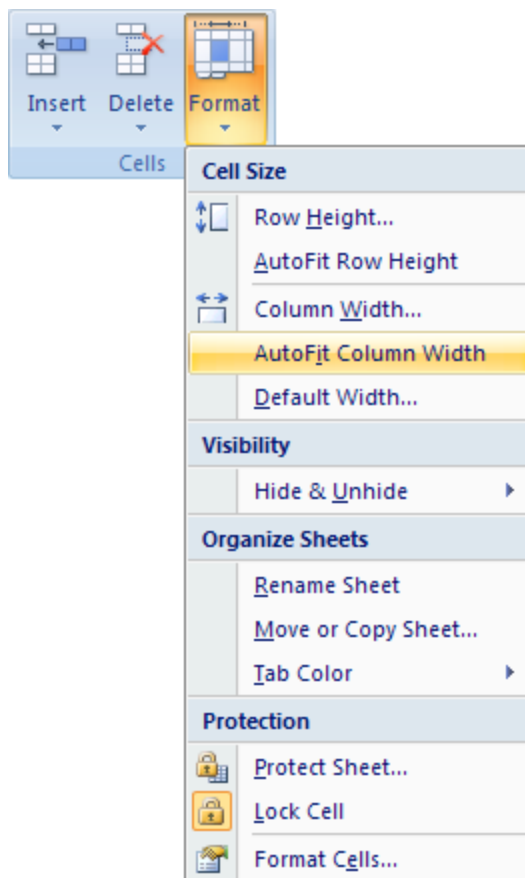 Insert Delete Format
Cells
Cell Size
Row Height...
AutoFit Row Height
Column Width...
AutoFit Column Width
Default Width...
Visibility
Hide & Unhide
Organize Sheets
Rename Sheet
Move or Copy Sheet...
Tab Color
Protection
Protect Sheet...
Lock Cell
Format Cells...